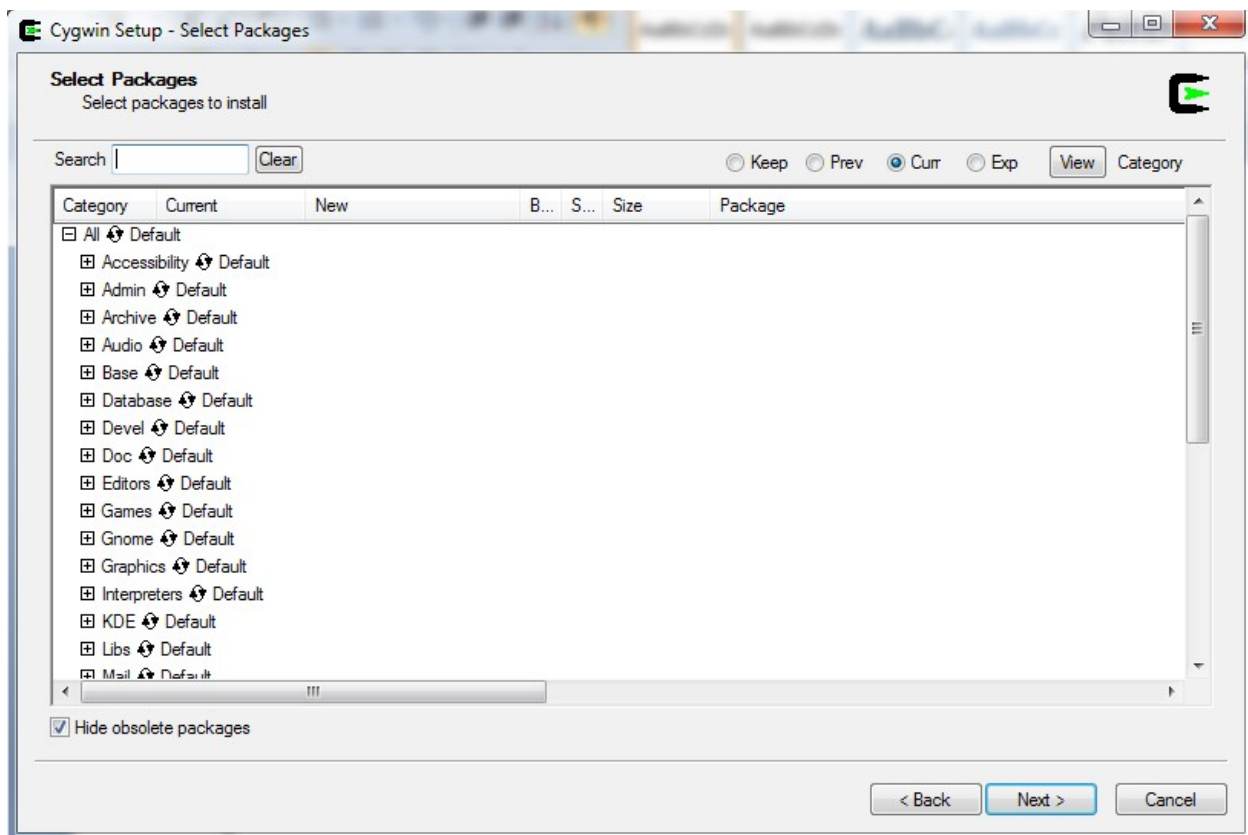 Cygwin Setup - Select Packages
Select Packages
Select packages to install
Search Clear Keep Prev Curr Exp View Category
Category Current New B... S... Size Package
All Default
Accessibility Default
Admin Default
Archive Default
Audio Default
Base Default
Database Default
Devel Default
Doc Default
Editors Default
Games Default
Gnome Default
Graphics Default
Interpreters Default
KDE Default
Libs Default
Mail Default
Hide obsolete packages
< Back Next > Cancel